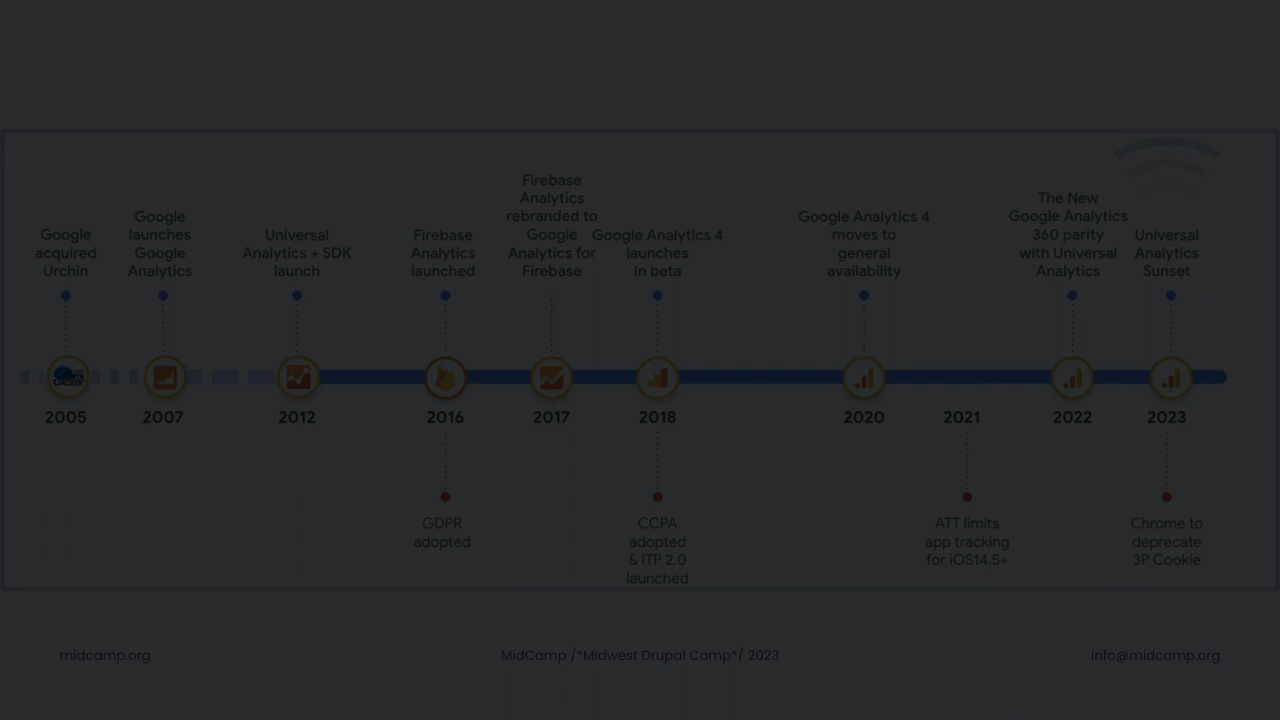 Google
acquired
Urchin
Google
launches
Google
Analytics
Universal
Analytics + SDK
launch
Firebase
Analytics
launched
Firebase
Analytics
rebranded to
Google
Analytics for
Firebase
Google Analytics 4
launches
In beta
Google Analytics 4
moves to
general
availability
The New
Google Analytics
360 parity
with Universal
Analytics
Universal
Analytics
Sunset
2005
2007
2012
2016
2017
2018
2020
2021
2022
2023
GDPR
adopted
CCPA
adopted
& ITP 2.0
launched
ATT limits
app tracking
for iOS14.5+
Chrome to
deprecate
3P Cookie
midcamp.org
MidCamp /*Midwest Drupal Camp*/ 2023
info@midcamp.org